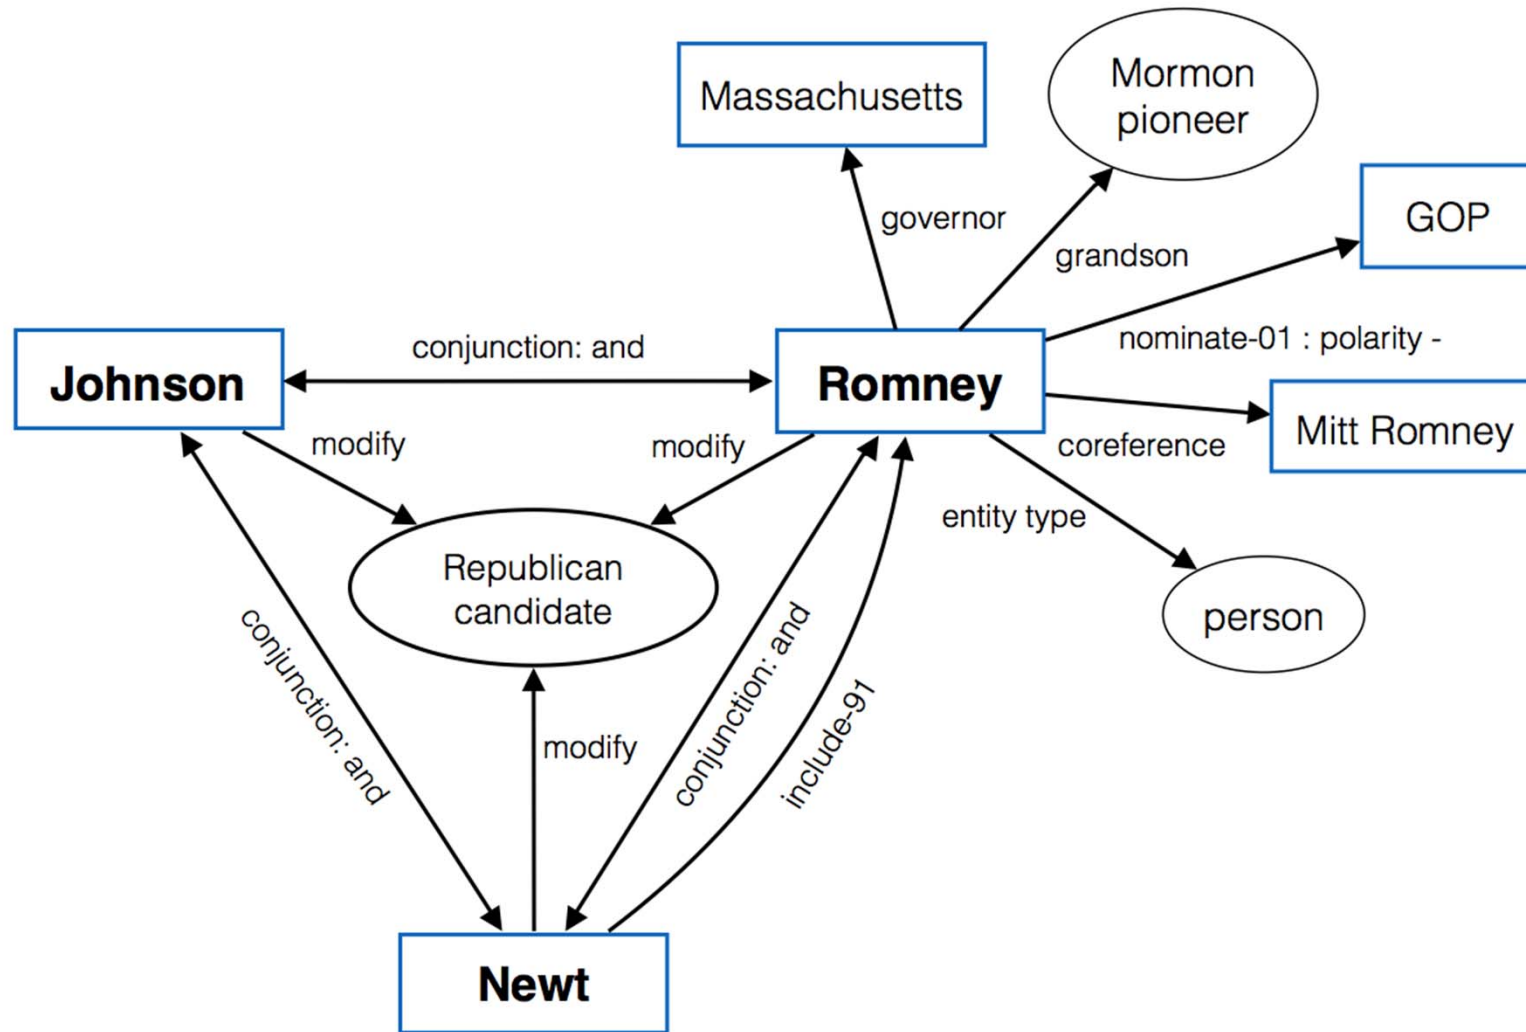 Massachusetts
Mormon
pioneer
GOP
governor
grandson
nominate-01 : polarity -
conjunction: and
Johnson
Romney
Mitt Romney
coreference
modify
modify
entity type
Republican
candidate
person
conjunction: and
conjunction: and
include-91
modify
Newt